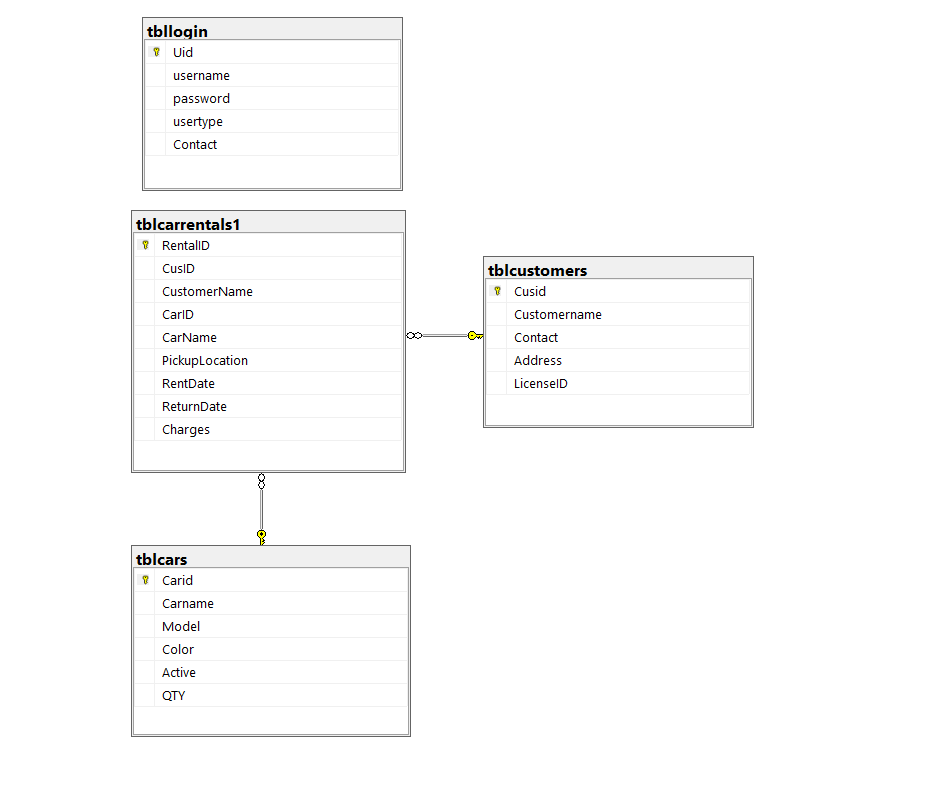 tbllogin
Uid
username
password
usertype
Contact
tblcarrentals1
RentalID
CusID
CustomerName
CarID
CarName
PickupLocation
RentDate
ReturnDate
Charges
tblcustomers
Cusid
Customername
Contact
Address
LicenseID
tblcars
Carid
Carname
Model
Color
Active
QTY